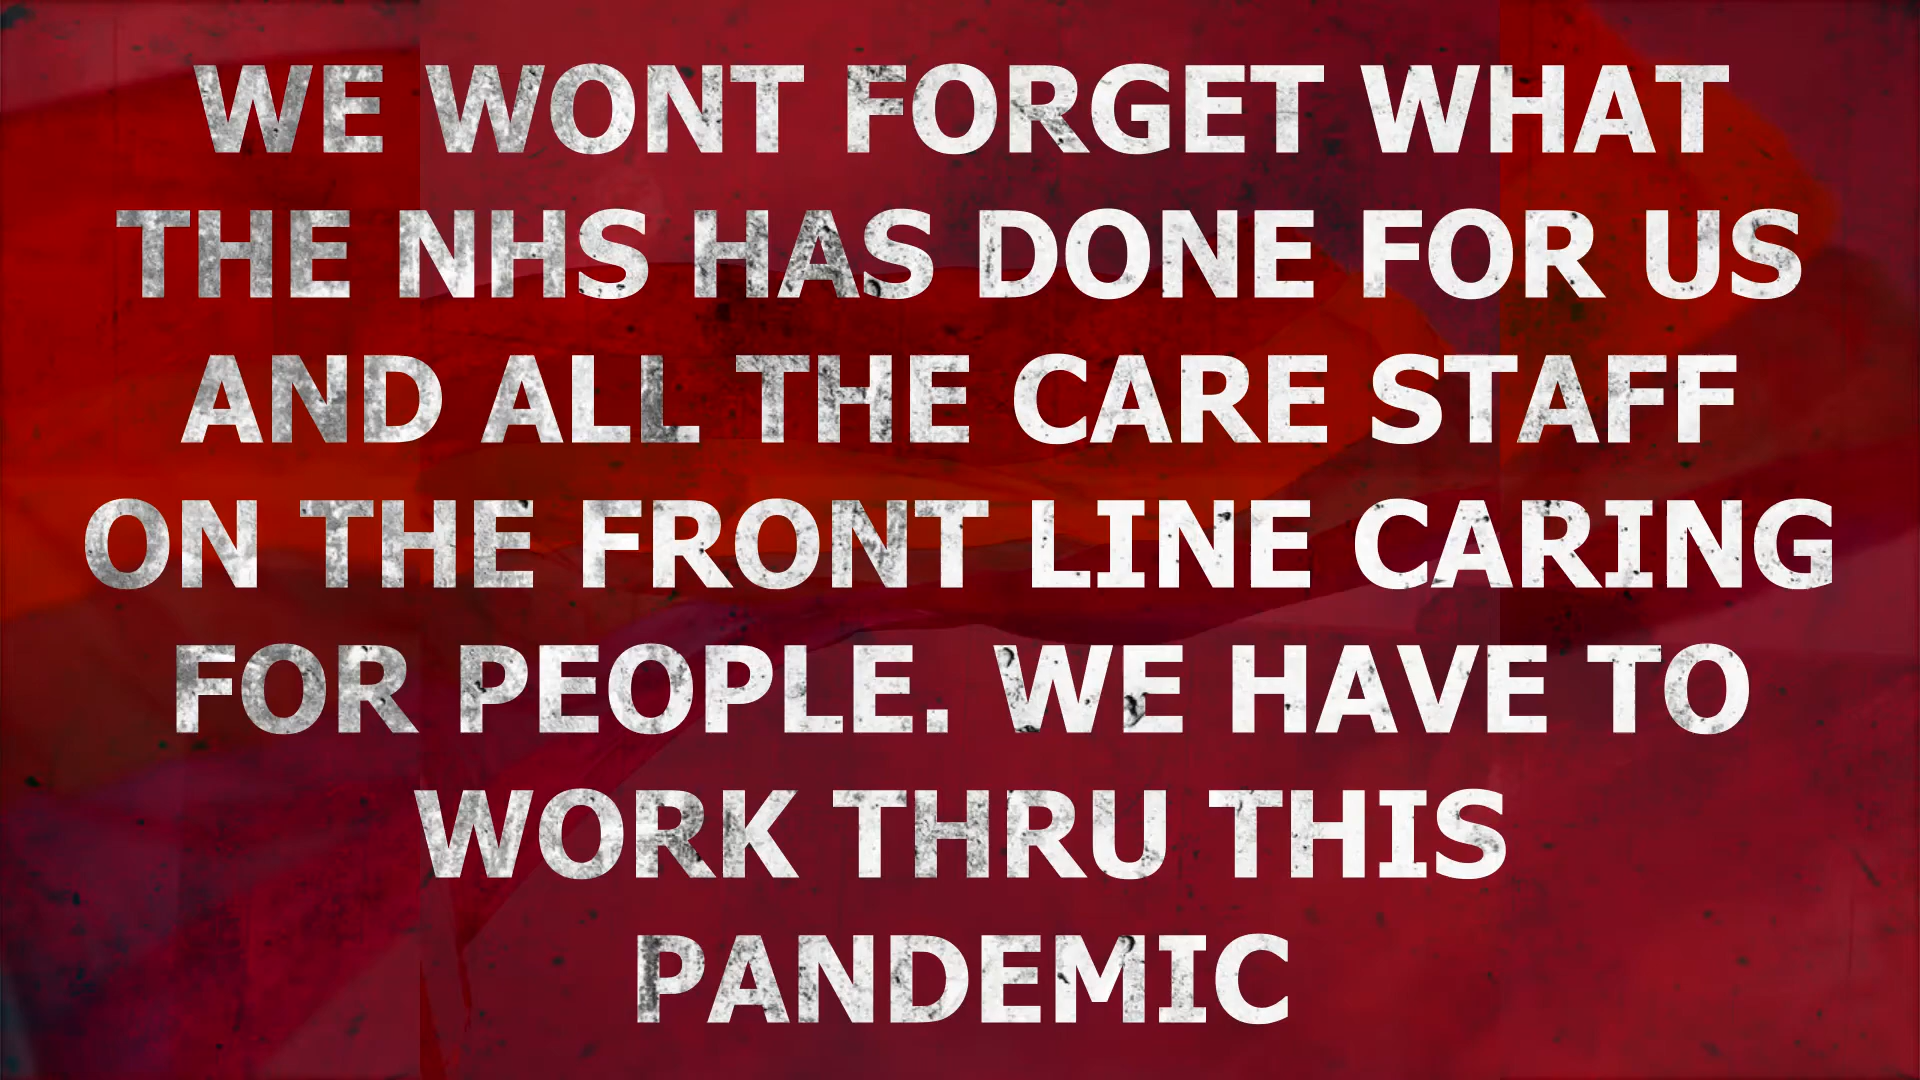 WE WONT FORGET WHAT
THE NHS HAS DONE FOR US
AND ALL THE CARE STAFF
ON THE FRONT LINE CARING
FOR PEOPLE. WE HAVE TO
WORK THRU THIS
PANDEMIC